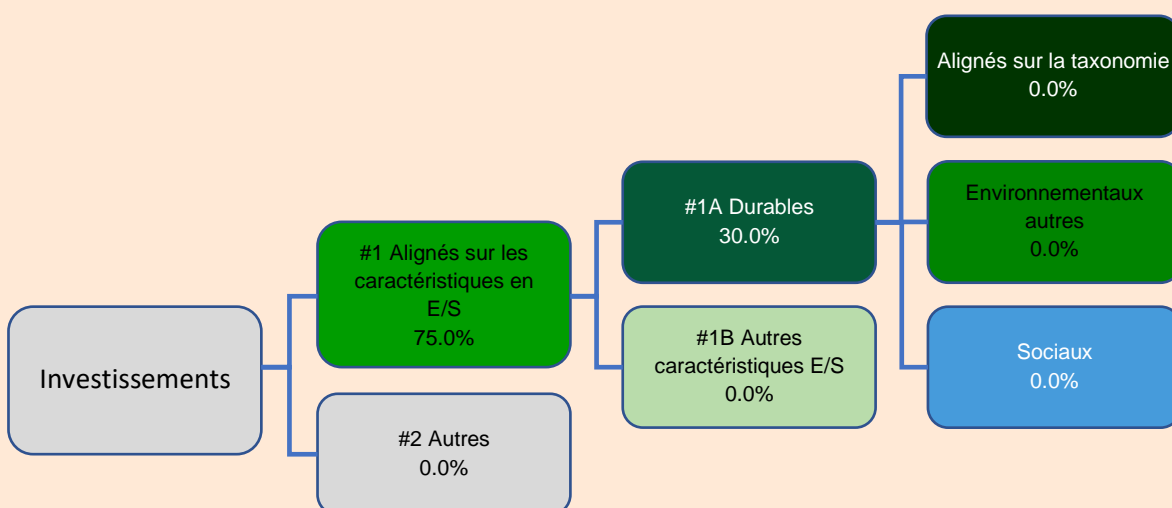 Investissements
#1 Alignés sur les
caractéristiques en
E/S
75.0%
#2 Autres
0.0%
#1A Durables
30.0%
#1B Autres
caractéristiques E/S
0.0%
Alignés sur la taxonomie
0.0%
Environnementaux
autres
0.0%
Sociaux
0.0%